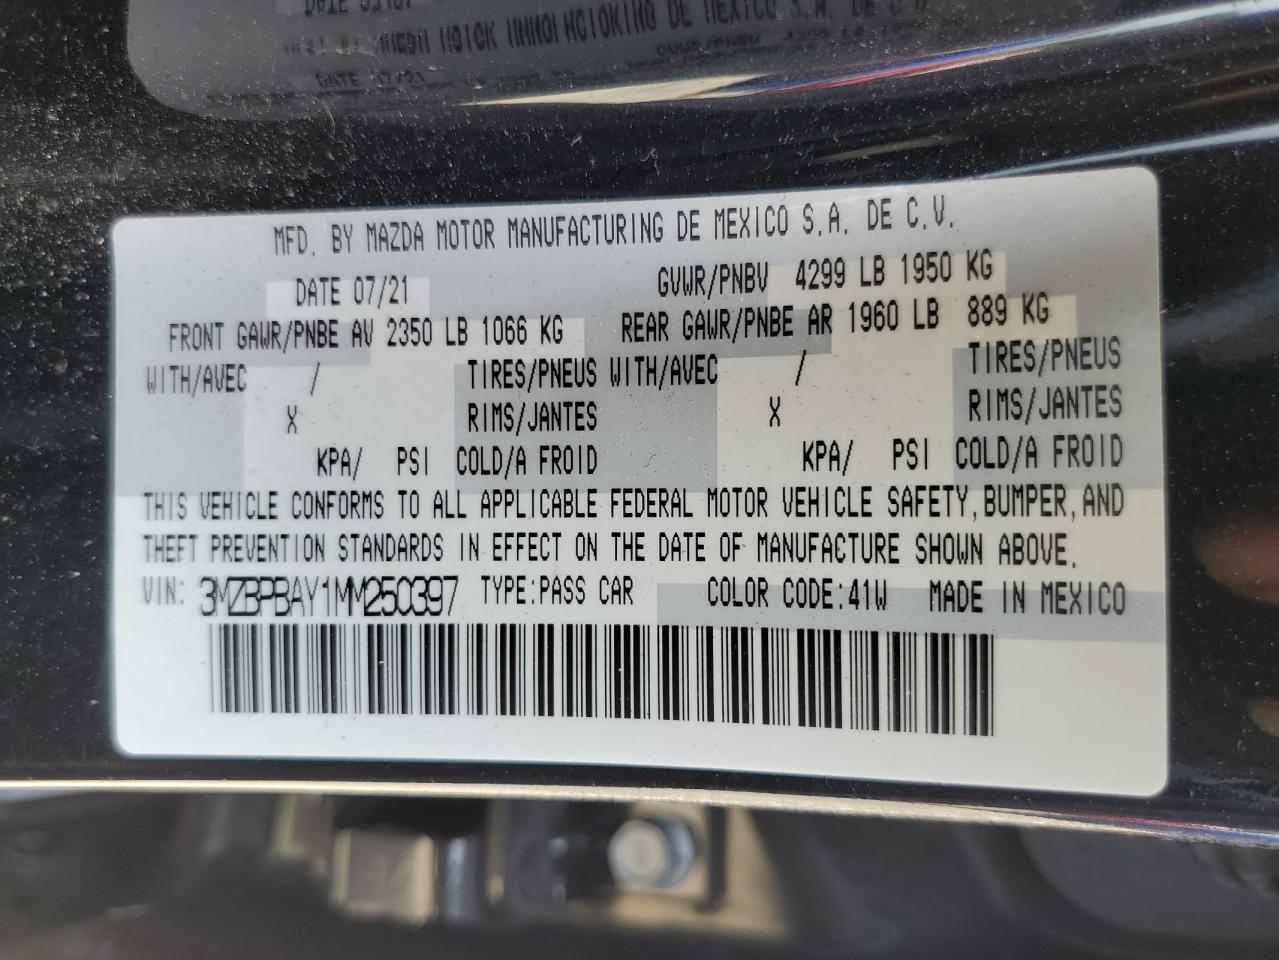 MFD. BY MAZDA MOTOR MANUFACTURING DE MEXICO S.A. DE C.V.
DATE 07/21 GVWR/PNBV 4299 LB 1950 KG
FRONT GAWR/PNBE AV 2350 LB 1066 KG REAR GAWR/PNBE AR 1960 LB 889 KG
WITH/AVEC / TIRES/PNEUS WITH/AVEC / TIRES/PNEUS
X RIMS/JANTES X RIMS/JANTES
KPA/ PSI COLD/A FROID KPA/ PSI COLD/A FROID
THIS VEHICLE CONFORMS TO ALL APPLICABLE FEDERAL MOTOR VEHICLE SAFETY, BUMPER, AND
THEFT PREVENTION STANDARDS IN EFFECT ON THE DATE OF MANUFACTURE SHOWN ABOVE.
VIN: 3MZBPBAY1MM250397 TYPE:PASS CAR COLOR CODE:41W MADE IN MEXICO